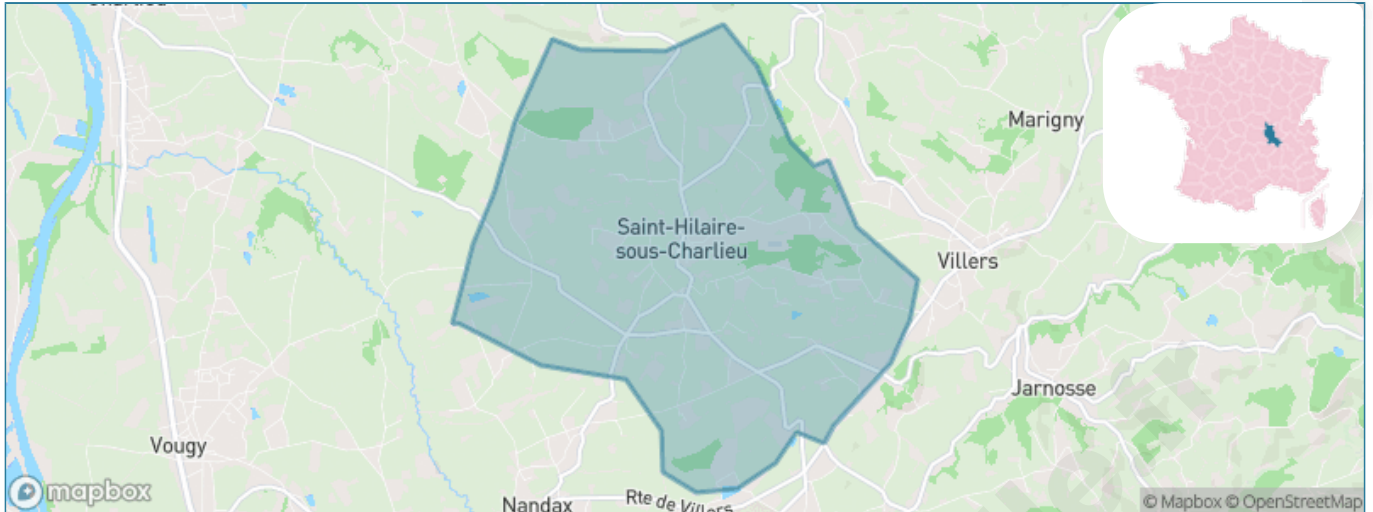 Marigny
Saint-Hilaire-
sous-Charlieu
Villers
Jarnosse
Vougy
Nandax
Rte de Villers
mapbox
© Mapbox © OpenStreetMap